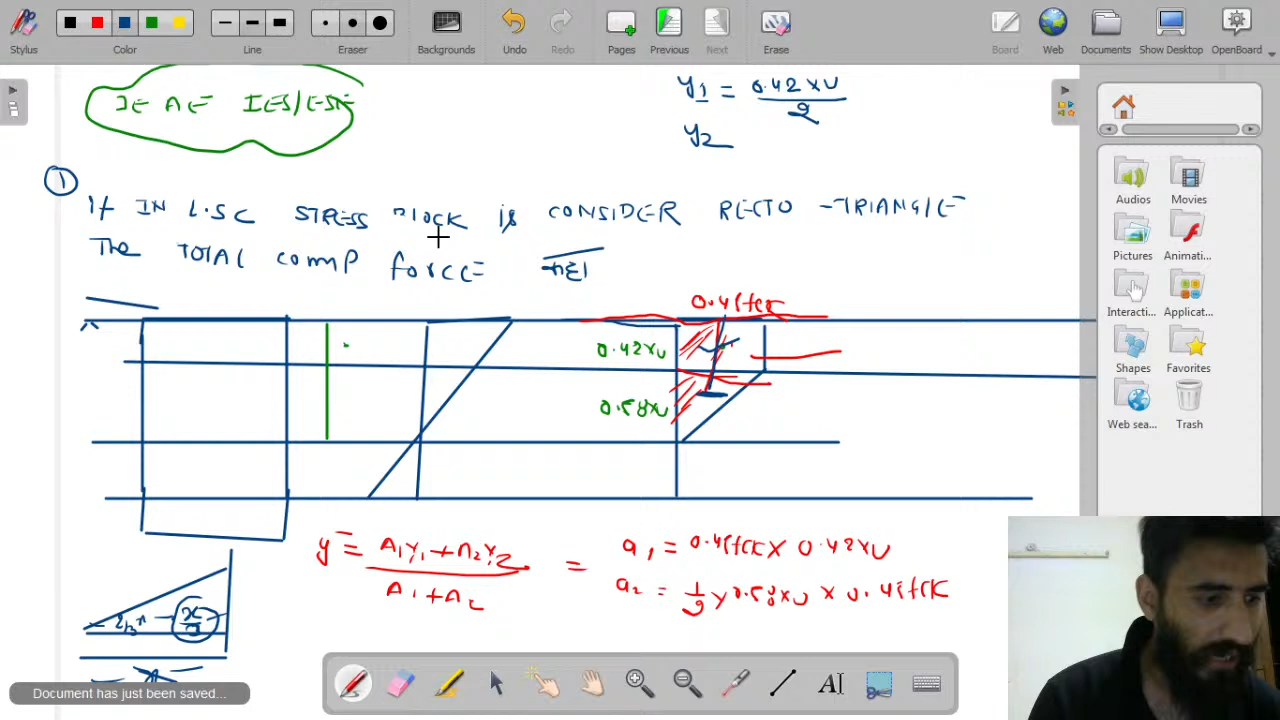 Stylus Color Line Eraser Backgrounds Undo Redo Pages Previous Next Erase Board Web Documents Show Desktop OpenBoard
IES/ESE
y1 = 0.42xu
2
y2
1
If IN L.S.C STRESS BLOCK is CONSIDER RECTO -TRIANGLE
The TOTAL comp force
0.45fck
0.42xu
0.58xu
y = A1y1+A2y2 = a1 = 0.45fck x 0.42xu
A1+A2
a2 = 1/2 x 0.58xu x 0.45fck
x/3
Audios Movies
Pictures Animati...
Interacti... Applicat...
Shapes Favorites
Web sea... Trash
Document has just been saved...